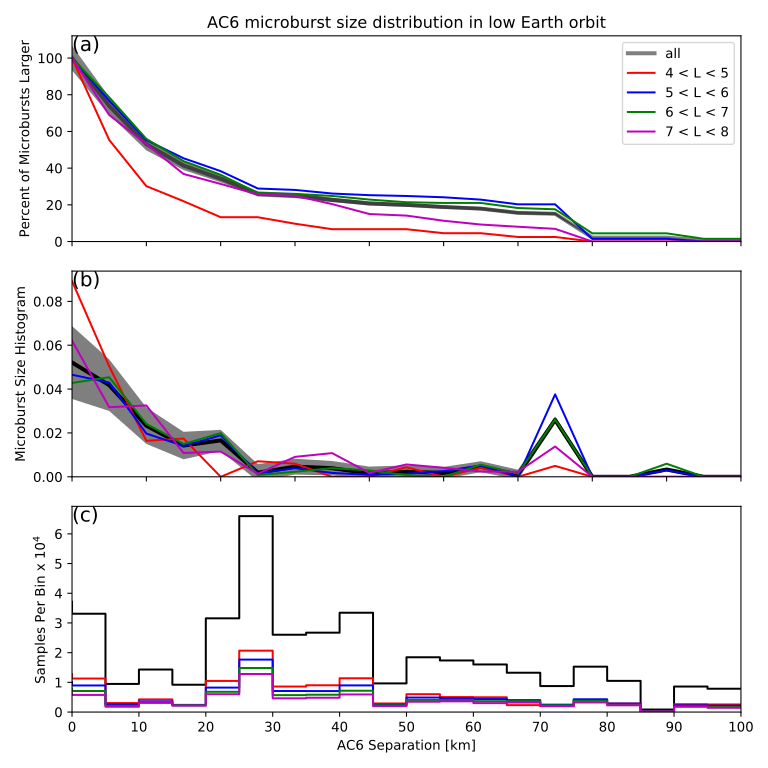 AC6 microburst size distribution in low Earth orbit
(a)
Percent of Microbursts Larger
100
80
60
40
20
0
all
4 < L < 5
5 < L < 6
6 < L < 7
7 < L < 8
(b)
Microburst Size Histogram
0.08
0.06
0.04
0.02
0.00
(c)
Samples Per Bin x 10⁴
6
5
4
3
2
1
0
0 10 20 30 40 50 60 70 80 90 100
AC6 Separation [km]